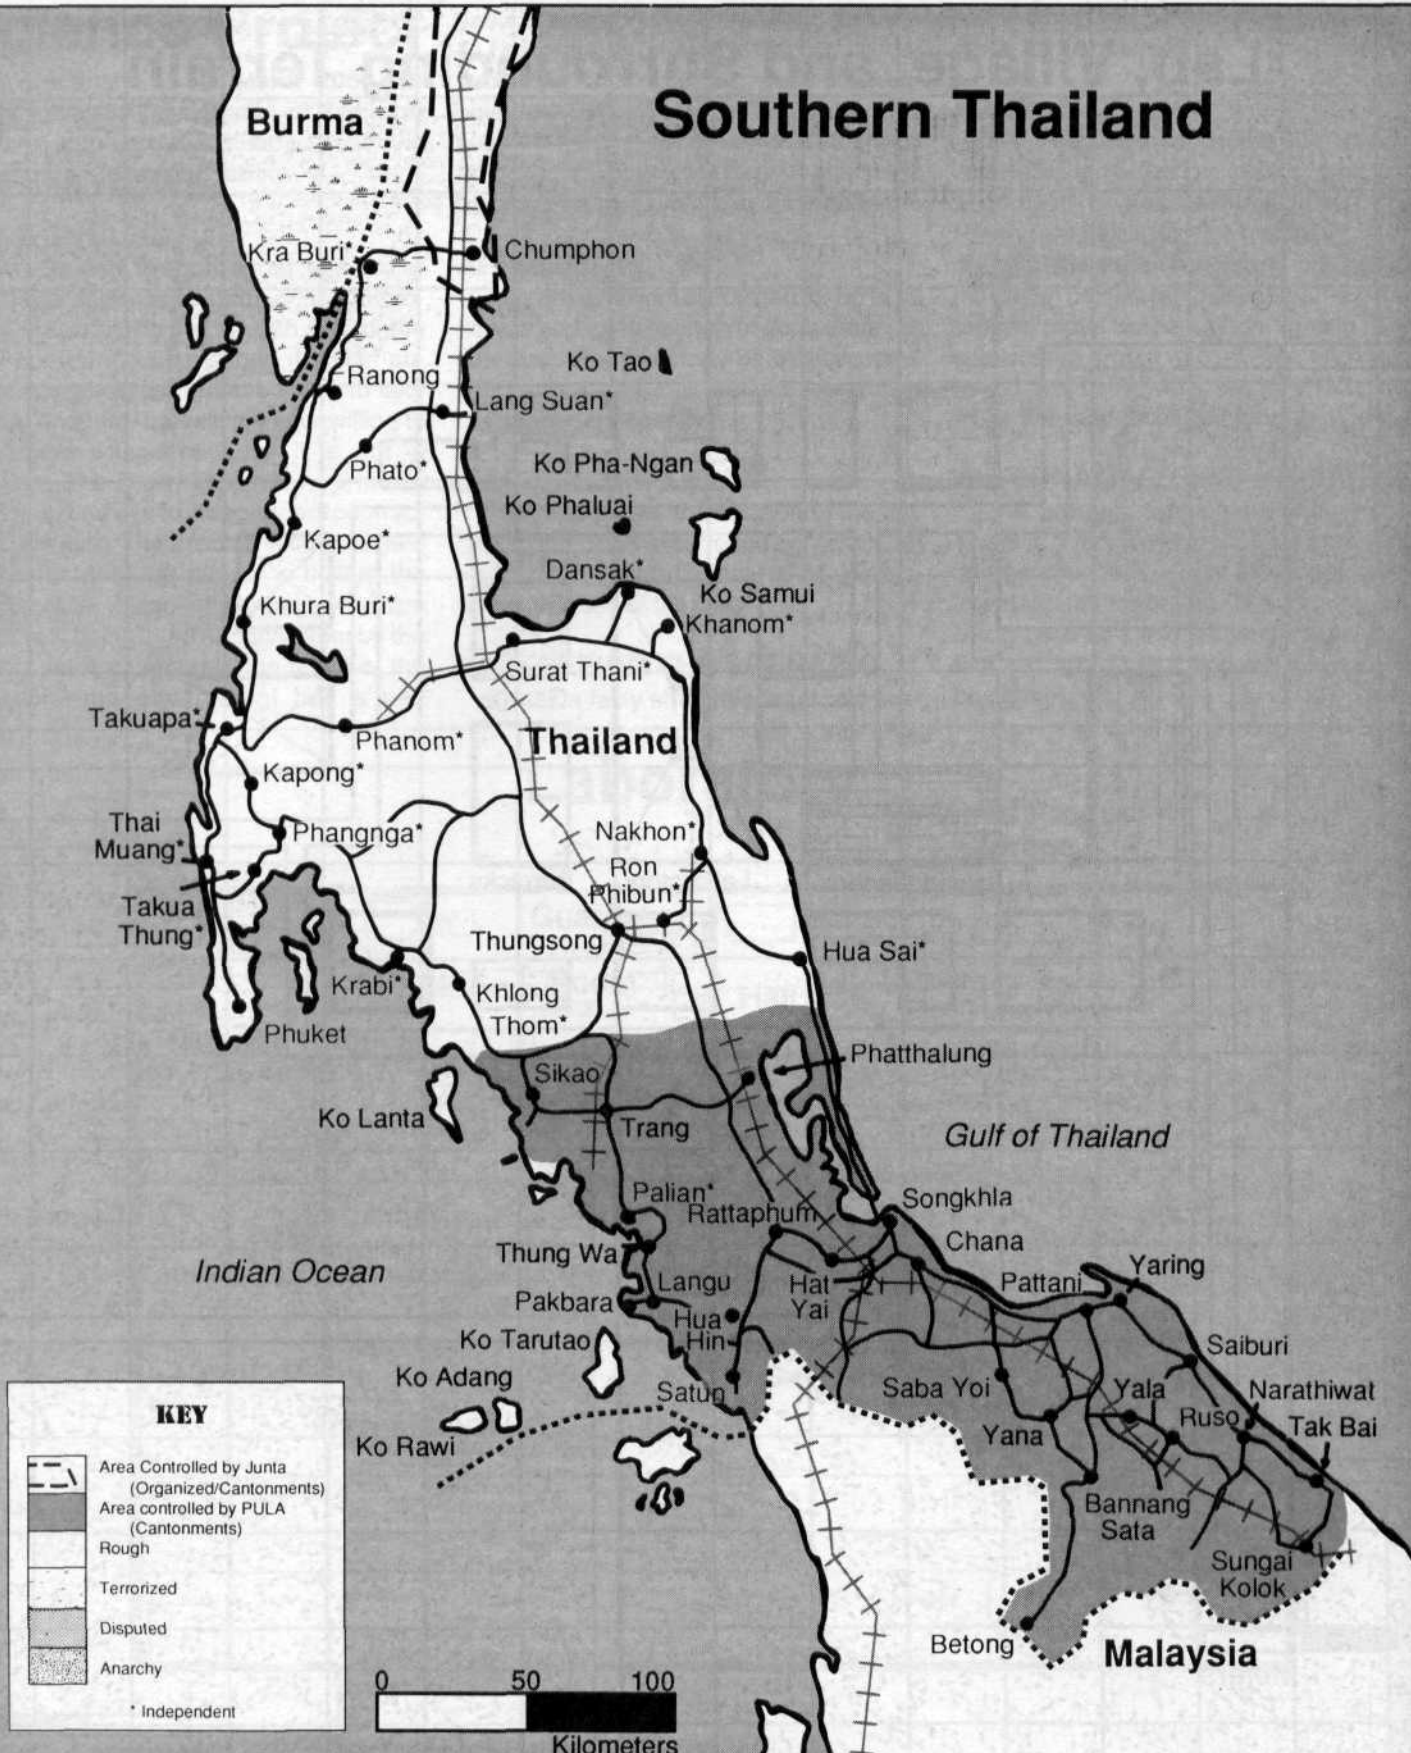 Southern Thailand
Burma
Kra Buri*
Chumphon
Ko Tao
Ranong
Lang Suan*
Phato*
Ko Pha-Ngan
Ko Phaluai
Kapoe*
Dansak*
Ko Samui
Khura Buri*
Khanom*
Surat Thani*
Takuapa*
Phanom*
Thailand
Kapong*
Thai
Muang*
Phangnga*
Nakhon*
Ron
Phibun*
Takua
Thung*
Thungsong
Hua Sai*
Krabi*
Khlong
Thom*
Phuket
Phatthalung
Sikao
Ko Lanta
Trang
Gulf of Thailand
Palian*
Rattaphum
Songkhla
Thung Wa
Chana
Indian Ocean
Langu
Hat
Yai
Pattani
Yaring
Pakbara
Hua
Hin
Ko Tarutao
Saiburi
Ko Adang
Satun
Saba Yoi
Yala
Narathiwat
Ruso
Tak Bai
Ko Rawi
Yana
Bannang
Sata
Sungai
Kolok
Betong
Malaysia
KEY
Area Controlled by Junta
(Organized/Cantonments)
Area controlled by PULA
(Cantonments)
Rough
Terrorized
Disputed
Anarchy
* Independent
0 50 100
Kilometers